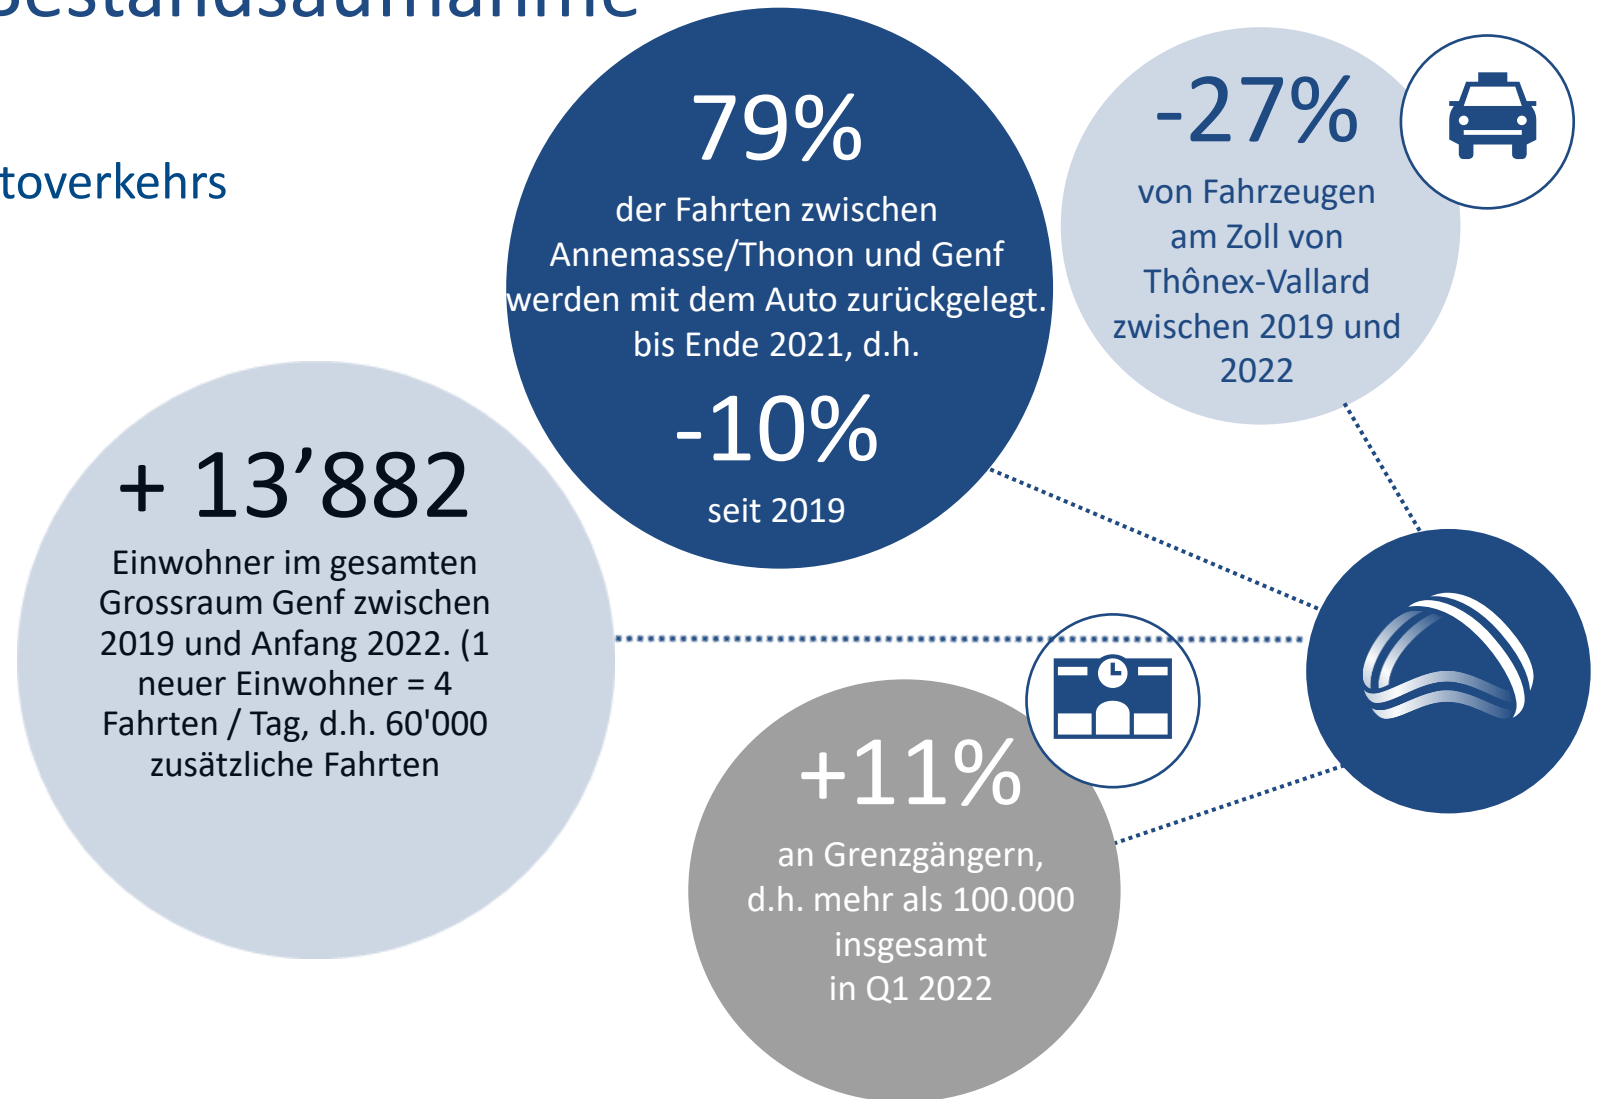 Bestandsaufnahme
toverkehrs
79%
der Fahrten zwischen
Annemasse/Thonon und Genf
werden mit dem Auto zurückgelegt.
bis Ende 2021, d.h.
-10%
seit 2019
-27%
von Fahrzeugen
am Zoll von
Thônex-Vallard
zwischen 2019 und
2022
+ 13’882
Einwohner im gesamten
Grossraum Genf zwischen
2019 und Anfang 2022. (1
neuer Einwohner = 4
Fahrten / Tag, d.h. 60'000
zusätzliche Fahrten
+11%
an Grenzgängern,
d.h. mehr als 100.000
insgesamt
in Q1 2022